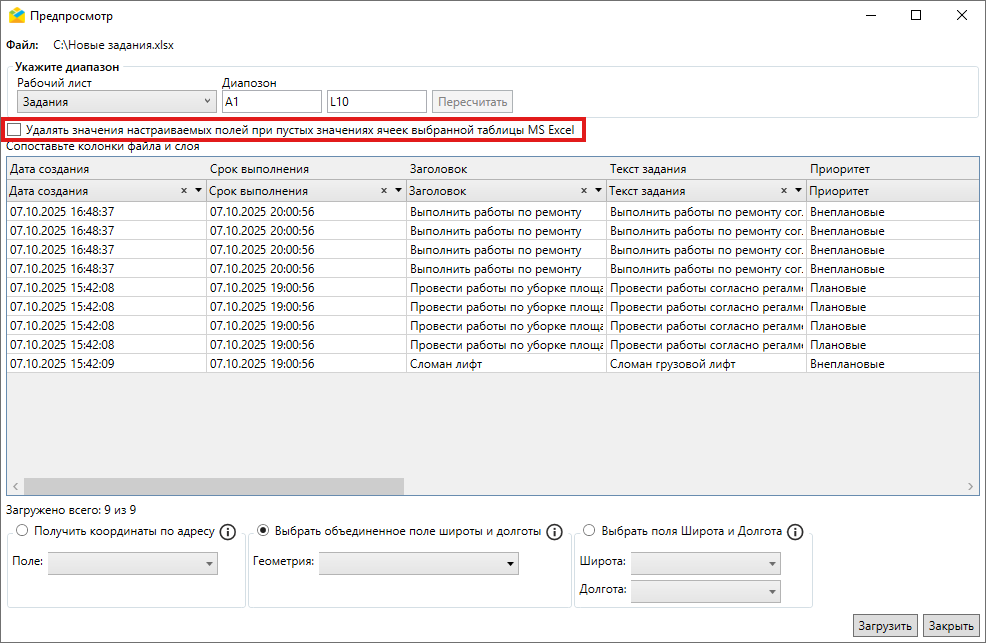 Предпросмотр
Файл: C:\Новые задания.xlsx
Укажите диапазон
Рабочий лист Диапозон
Задания A1 L10 Пересчитать
Удалять значения настраиваемых полей при пустых значениях ячеек выбранной таблицы MS Excel
Сопоставьте колонки файла и слоя
Дата создания Срок выполнения Заголовок Текст задания Приоритет
Дата создания Срок выполнения Заголовок Текст задания Приоритет
07.10.2025 16:48:37 07.10.2025 20:00:56 Выполнить работы по ремонту Выполнить работы по ремонту сог. Внеплановые
07.10.2025 16:48:37 07.10.2025 20:00:56 Выполнить работы по ремонту Выполнить работы по ремонту сог. Внеплановые
07.10.2025 16:48:37 07.10.2025 20:00:56 Выполнить работы по ремонту Выполнить работы по ремонту сог. Внеплановые
07.10.2025 16:48:37 07.10.2025 20:00:56 Выполнить работы по ремонту Выполнить работы по ремонту сог. Внеплановые
07.10.2025 15:42:08 07.10.2025 19:00:56 Провести работы по уборке площа Провести работы согласно регалме Плановые
07.10.2025 15:42:08 07.10.2025 19:00:56 Провести работы по уборке площа Провести работы согласно регалме Плановые
07.10.2025 15:42:08 07.10.2025 19:00:56 Провести работы по уборке площа Провести работы согласно регалме Плановые
07.10.2025 15:42:08 07.10.2025 19:00:56 Провести работы по уборке площа Провести работы согласно регалме Плановые
07.10.2025 15:42:09 07.10.2025 19:00:56 Сломан лифт Сломан грузовой лифт Внеплановые
Загружено всего: 9 из 9
Получить координаты по адресу Выбрать объединенное поле широты и долготы Выбрать поля Широта и Долгота
Поле: Геометрия: Широта:
Долгота:
Загрузить Закрыть